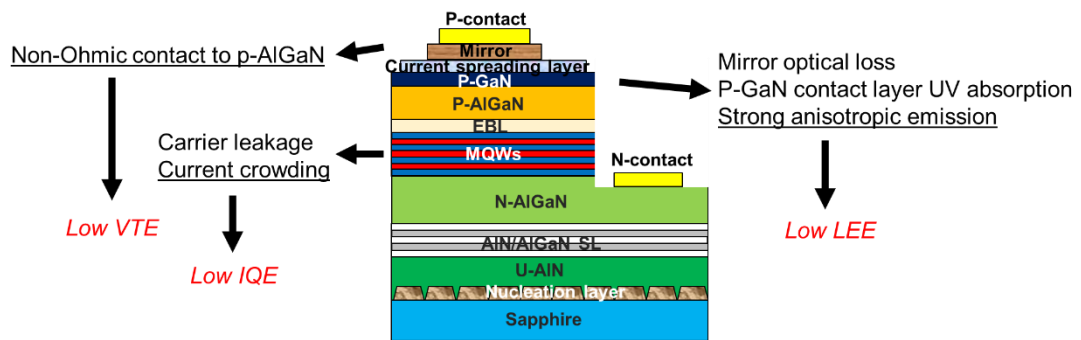 P-contact
Mirror
Current spreading layer
P-GaN
P-AlGaN
EBL
MQWs
N-contact
N-AlGaN
AlN/AlGaN SL
U-AlN
Nucleation layer
Sapphire
Non-Ohmic contact to p-AlGaN
Low VTE
Carrier leakage
Current crowding
Low IQE
Mirror optical loss
P-GaN contact layer UV absorption
Strong anisotropic emission
Low LEE